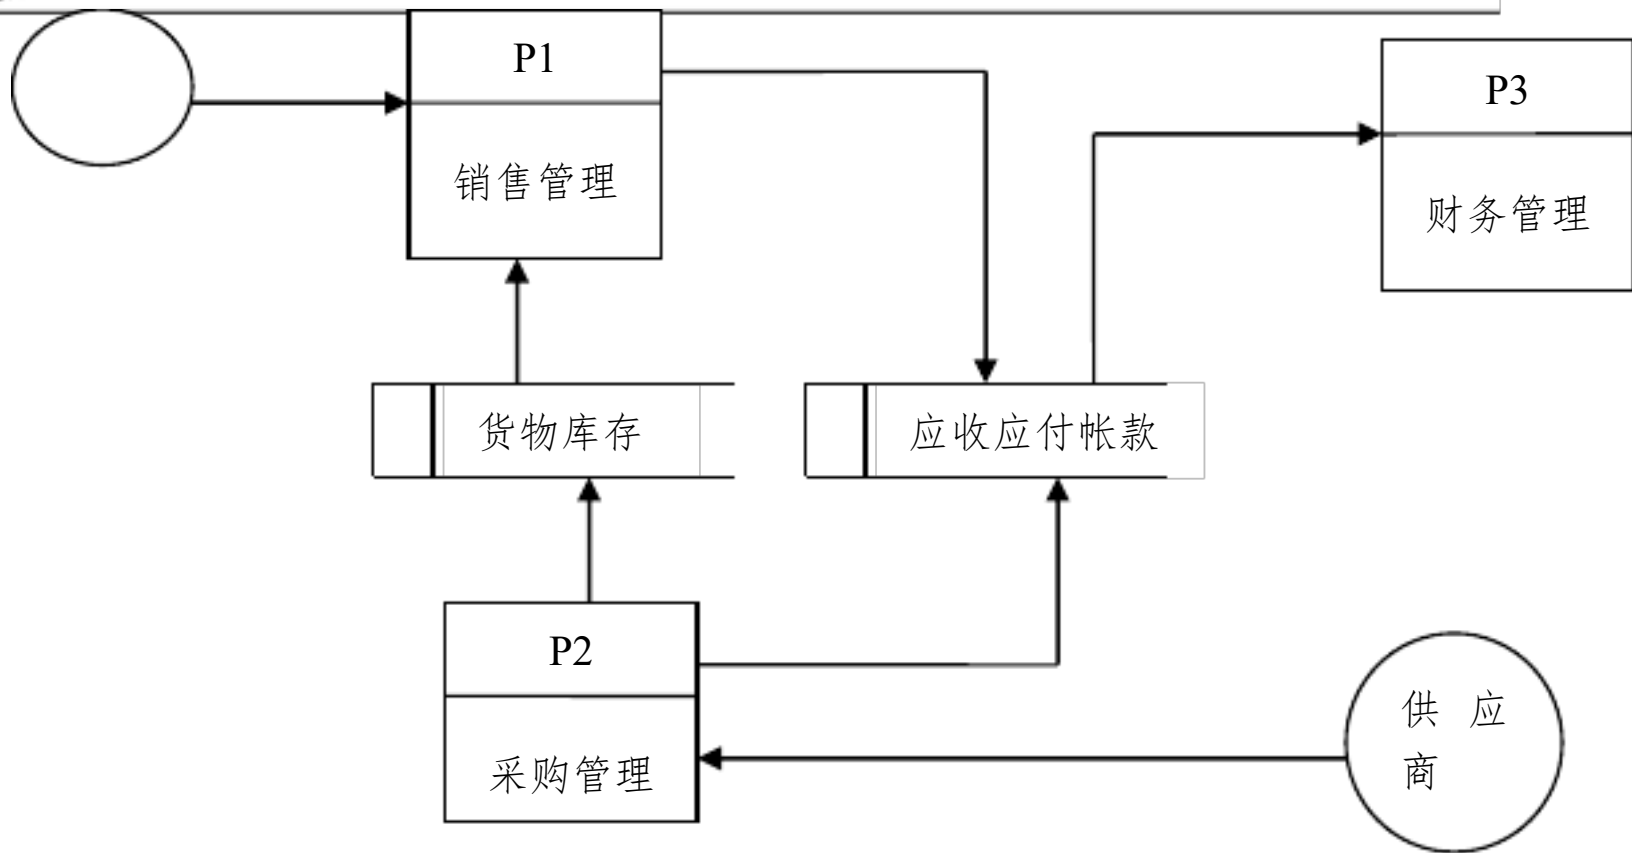 P1
销售管理
P3
财务管理
货物库存
应收应付帐款
P2
采购管理
供 应
商